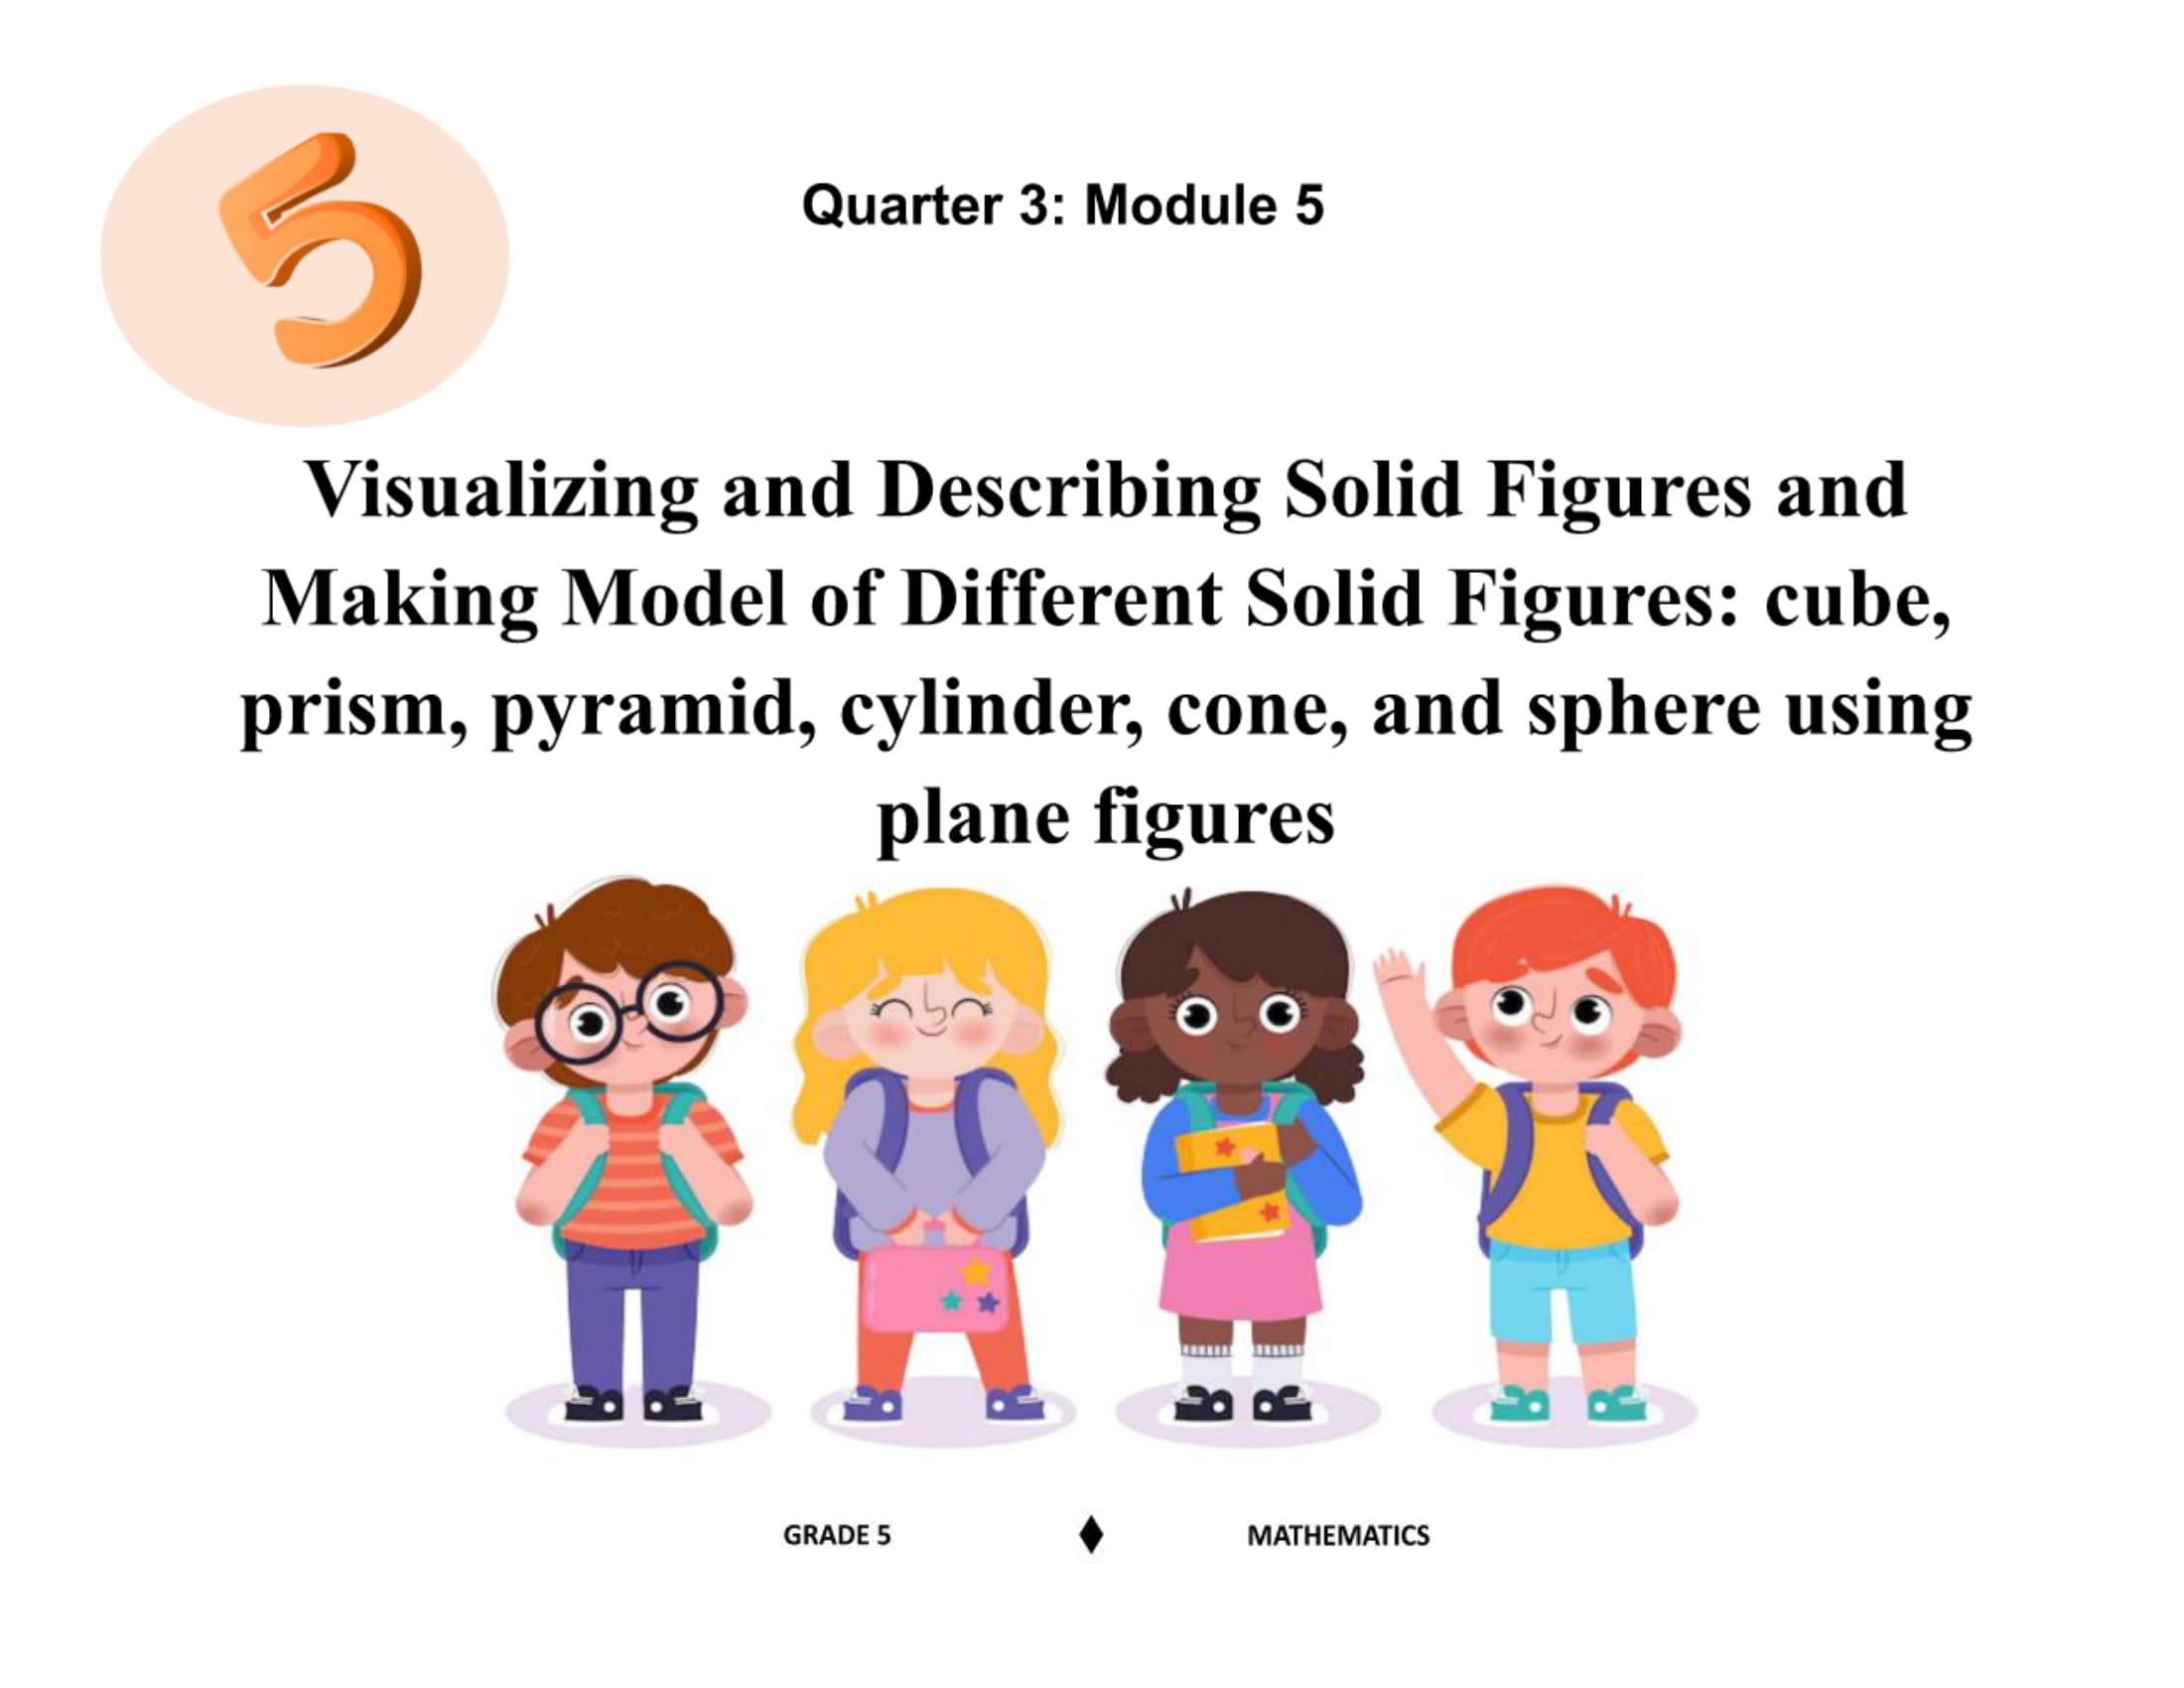 5
Quarter 3: Module 5
Visualizing and Describing Solid Figures and
Making Model of Different Solid Figures: cube,
prism, pyramid, cylinder, cone, and sphere using
plane figures
GRADE 5 ♦ MATHEMATICS